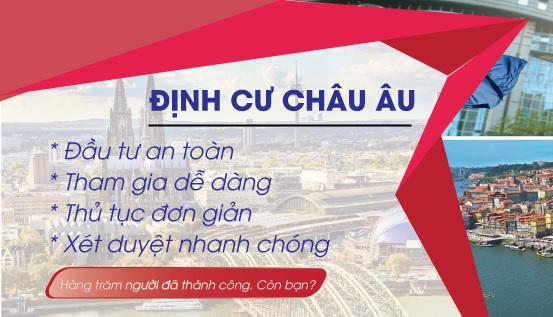 ĐỊNH CƯ CHÂU ÂU
* Đầu tư an toàn
* Tham gia dễ dàng
* Thủ tục đơn giản
* Xét duyệt nhanh chóng
Hàng trăm người đã thành công. Còn bạn?